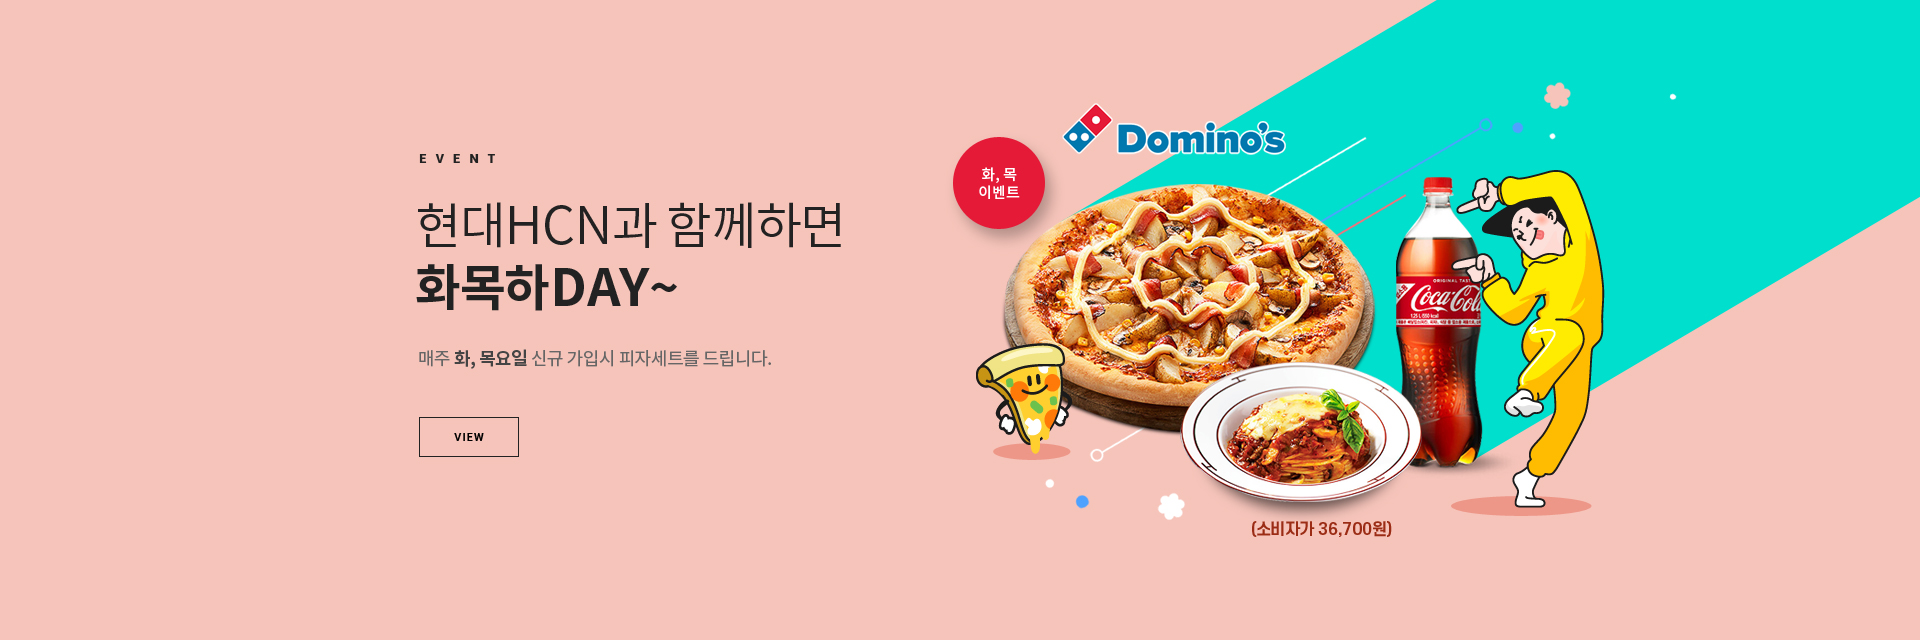 EVENT
현대HCN과 함께하면
화목하DAY~
매주 화, 목요일 신규 가입시 피자세트를 드립니다.
VIEW
화, 목
이벤트
Domino's
ORIGINAL TAST
Coca-Cola
(소비자가 36,700원)